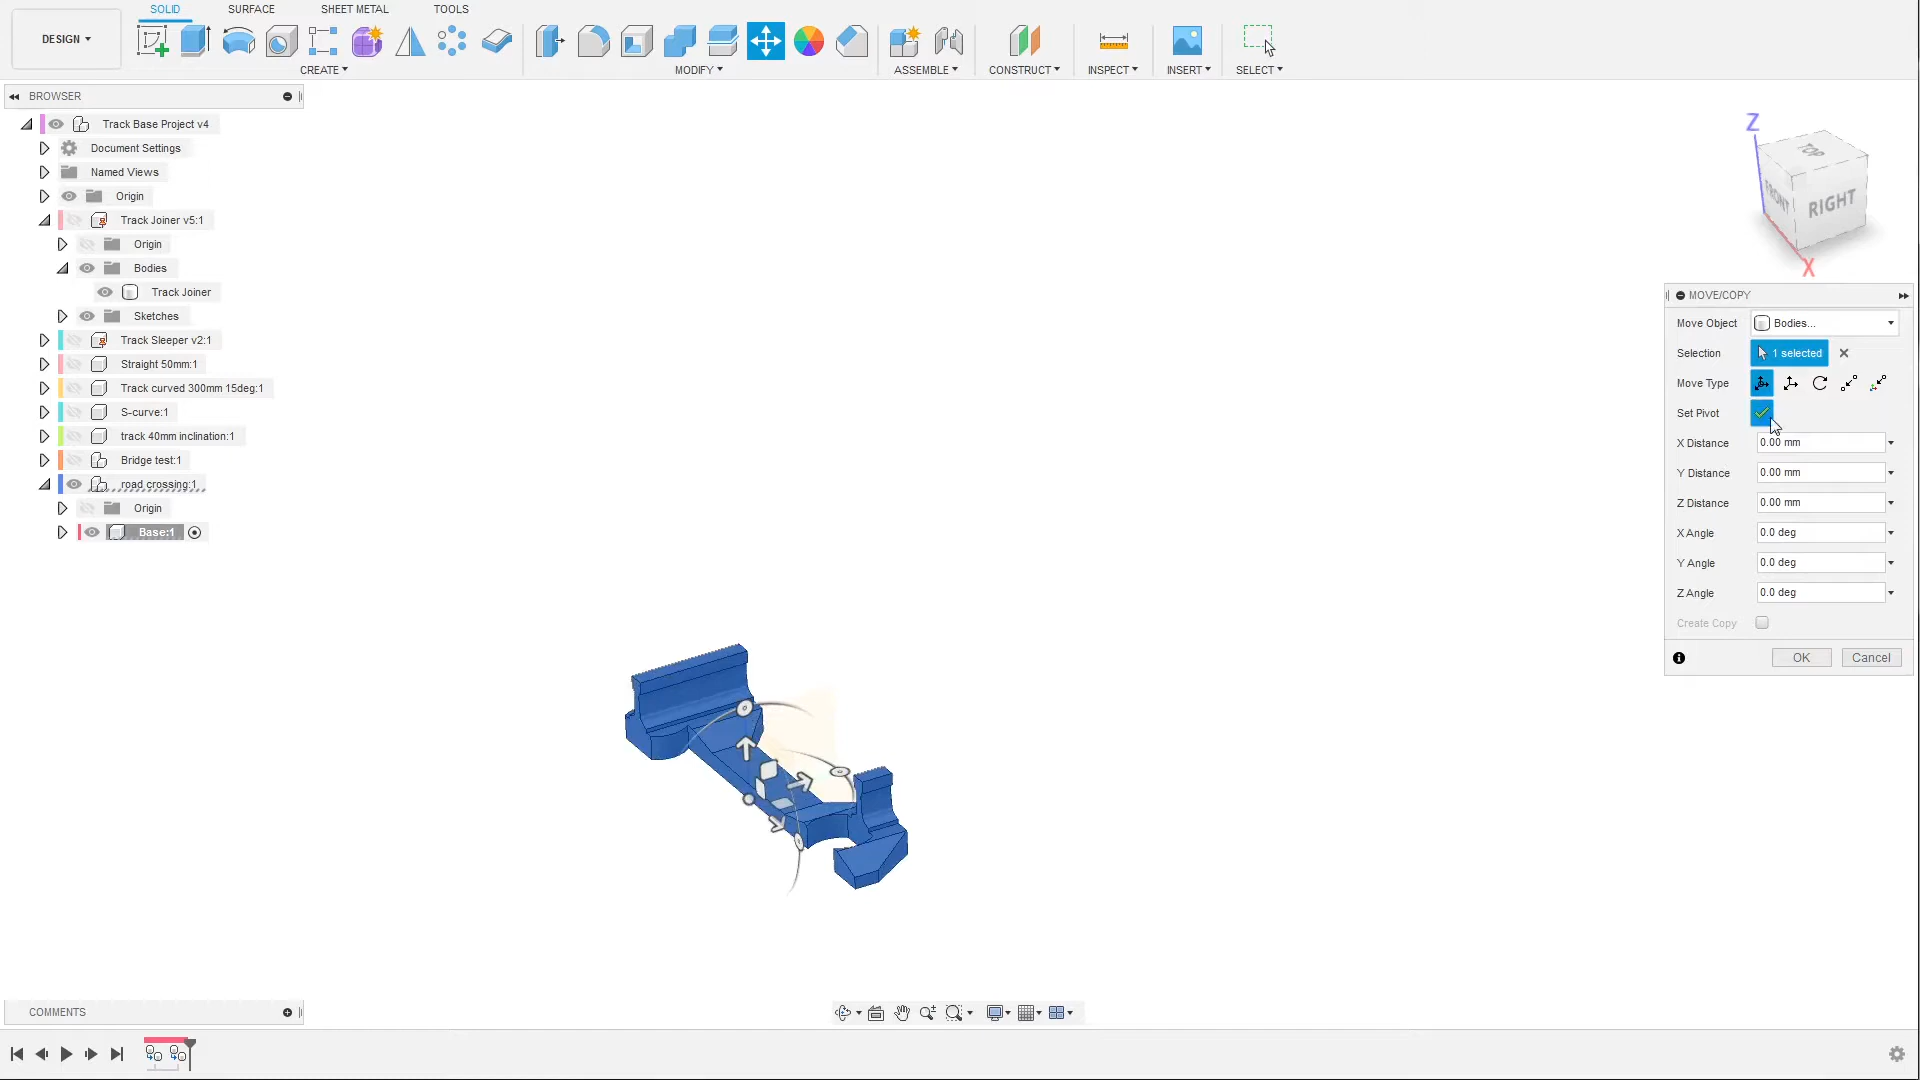 SOLID SURFACE SHEET METAL TOOLS
DESIGN
CREATE MODIFY ASSEMBLE CONSTRUCT INSPECT INSERT SELECT
BROWSER
Track Base Project v4
Document Settings
Named Views
Origin
Track Joiner v5:1
Origin
Bodies
Track Joiner
Sketches
Track Sleeper v2:1
Straight 50mm:1
Track curved 300mm 15deg:1
S-curve:1
track 40mm inclination:1
Bridge test:1
road crossing:1
Origin
Base:1
Z
TOP
FRONT
RIGHT
X
MOVE/COPY
Move Object Bodies...
Selection 1 selected
Move Type
Set Pivot
X Distance 0.00 mm
Y Distance 0.00 mm
Z Distance 0.00 mm
X Angle 0.0 deg
Y Angle 0.0 deg
Z Angle 0.0 deg
Create Copy
OK Cancel
COMMENTS